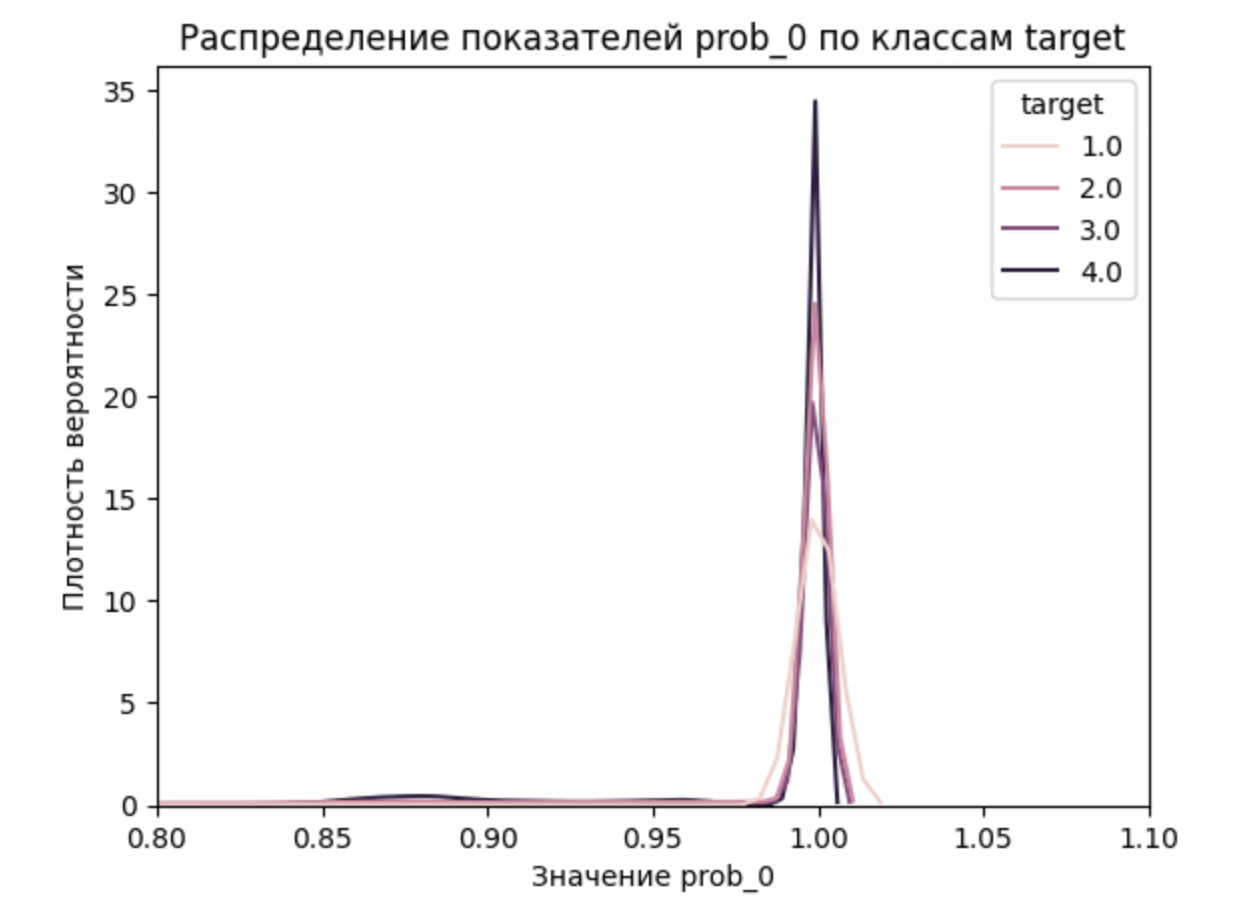 Распределение показателей prob_0 по классам target
35
30
25
20
15
10
5
0
Плотность вероятности
target
1.0
2.0
3.0
4.0
0.80 0.85 0.90 0.95 1.00 1.05 1.10
Значение prob_0